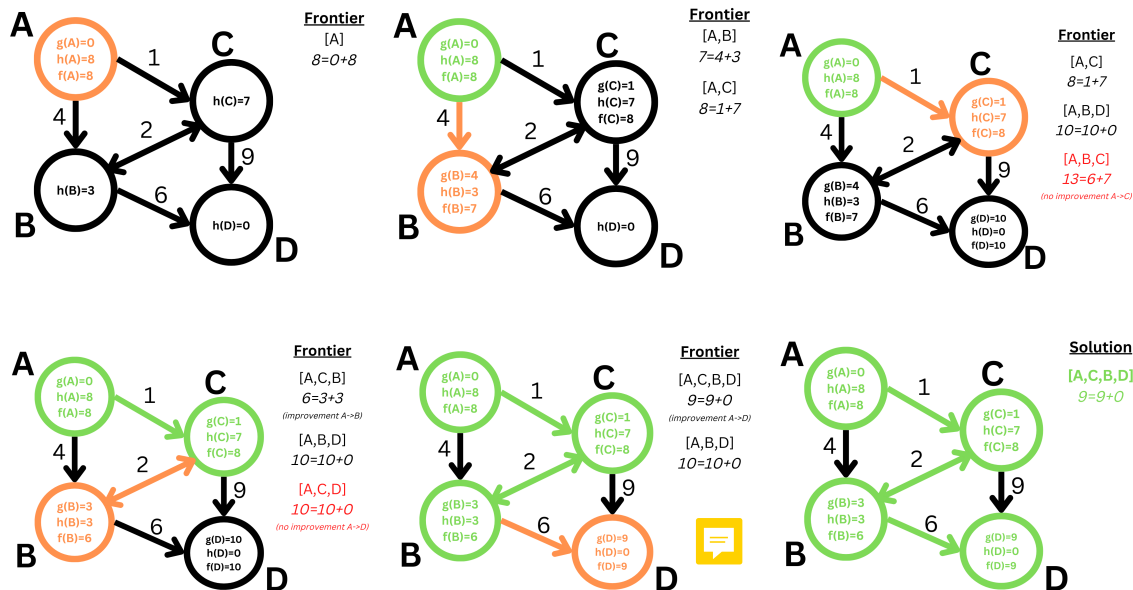 A
g(A)=0
h(A)=8
f(A)=8
1
C
h(C)=7
4
2
9
h(B)=3
6
h(D)=0
B
D
Frontier
[A]
8=0+8
A
g(A)=0
h(A)=8
f(A)=8
1
C
g(C)=1
h(C)=7
f(C)=8
4
2
9
g(B)=4
h(B)=3
f(B)=7
6
h(D)=0
B
D
Frontier
[A,B]
7=4+3
[A,C]
8=1+7
A
g(A)=0
h(A)=8
f(A)=8
1
C
g(C)=1
h(C)=7
f(C)=8
4
2
9
g(B)=4
h(B)=3
f(B)=7
6
g(D)=10
h(D)=0
f(D)=10
B
D
Frontier
[A,C]
8=1+7
[A,B,D]
10=10+0
[A,B,C]
13=6+7
(no improvement A->C)
A
g(A)=0
h(A)=8
f(A)=8
1
C
g(C)=1
h(C)=7
f(C)=8
4
2
9
g(B)=3
h(B)=3
f(B)=6
6
g(D)=10
h(D)=0
f(D)=10
B
D
Frontier
[A,C,B]
6=3+3
(improvement A->B)
[A,B,D]
10=10+0
[A,C,D]
10=10+0
(no improvement A->D)
A
g(A)=0
h(A)=8
f(A)=8
1
C
g(C)=1
h(C)=7
f(C)=8
4
2
9
g(B)=3
h(B)=3
f(B)=6
6
g(D)=9
h(D)=0
f(D)=9
B
D
Frontier
[A,C,B,D]
9=9+0
(improvement A->D)
[A,B,D]
10=10+0
A
g(A)=0
h(A)=8
f(A)=8
1
C
g(C)=1
h(C)=7
f(C)=8
4
2
9
g(B)=3
h(B)=3
f(B)=6
6
g(D)=9
h(D)=0
f(D)=9
B
D
Solution
[A,C,B,D]
9=9+0